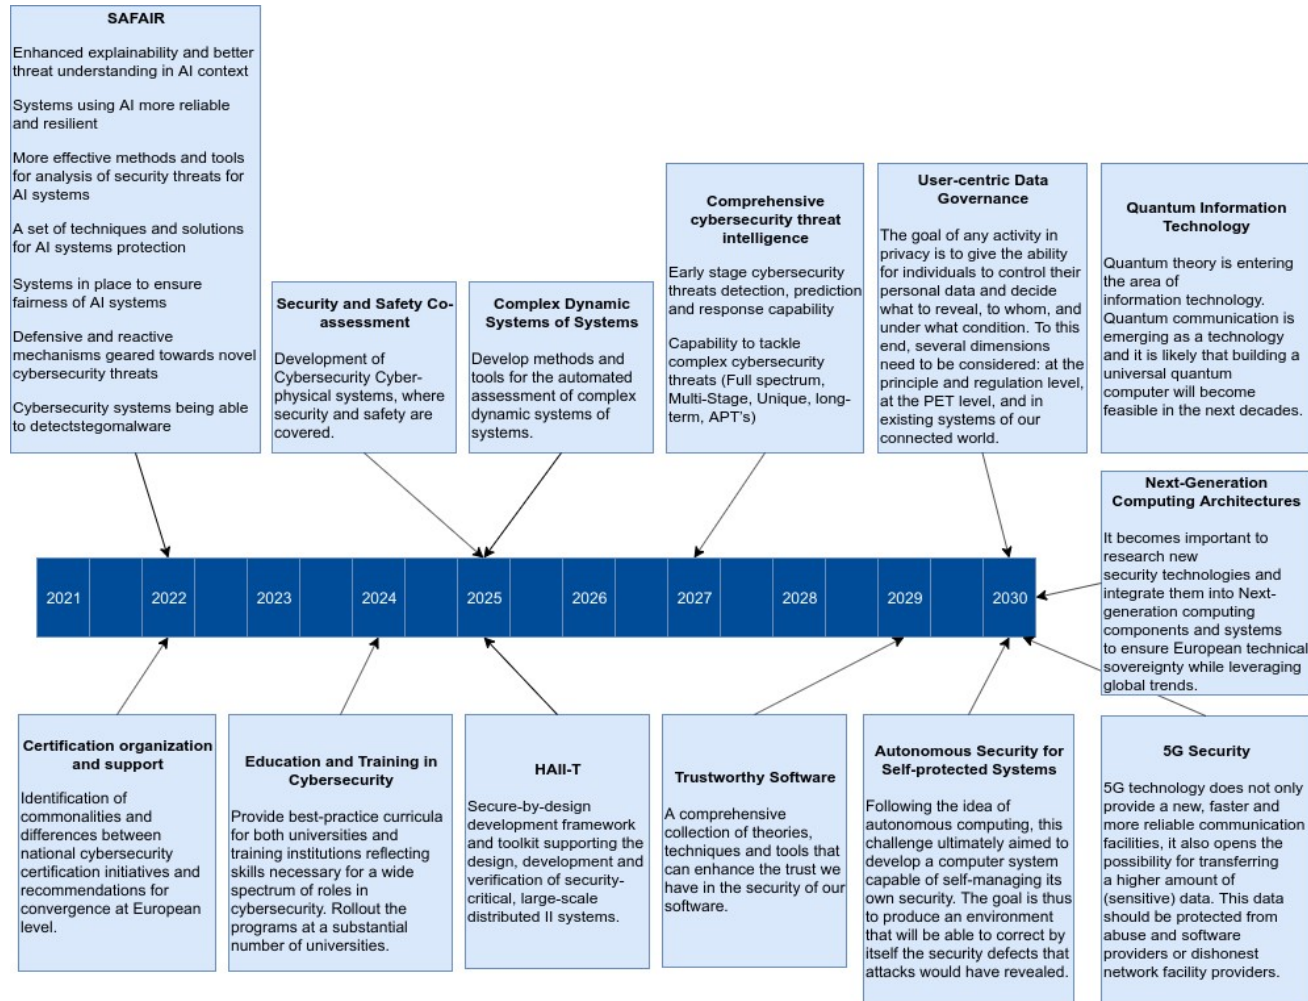 SAFAIR
Enhanced explainability and better
threat understanding in AI context
Systems using AI more reliable
and resilient
More effective methods and tools
for analysis of security threats for
AI systems
A set of techniques and solutions
for AI systems protection
Systems in place to ensure
fairness of AI systems
Defensive and reactive
mechanisms geared towards novel
cybersecurity threats
Cybersecurity systems being able
to detectstegomalware
Security and Safety Co-
assessment
Development of
Cybersecurity Cyber-
physical systems, where
security and safety are
covered.
Complex Dynamic
Systems of Systems
Develop methods and
tools for the automated
assessment of complex
dynamic systems of
systems.
Comprehensive
cybersecurity threat
intelligence
Early stage cybersecurity
threats detection, prediction
and response capability
Capability to tackle
complex cybersecurity
threats (Full spectrum,
Multi-Stage, Unique, long-
term, APT's)
User-centric Data
Governance
The goal of any activity in
privacy is to give the ability
for individuals to control their
personal data and decide
what to reveal, to whom, and
under what condition. To this
end, several dimensions
need to be considered: at the
principle and regulation level,
at the PET level, and in
existing systems of our
connected world.
Quantum Information
Technology
Quantum theory is entering
the area of
information technology.
Quantum communication is
emerging as a technology
and it is likely that building a
universal quantum
computer will become
feasible in the next decades.
Next-Generation
Computing Architectures
It becomes important to
research new
security technologies and
integrate them into Next-
generation computing
components and systems
to ensure European technical
sovereignty while leveraging
global trends.
2021 2022 2023 2024 2025 2026 2027 2028 2029 2030
Certification organization
and support
Identification of
commonalities and
differences between
national cybersecurity
certification initiatives and
recommendations for
convergence at European
level.
Education and Training in
Cybersecurity
Provide best-practice curricula
for both universities and
training institutions reflecting
skills necessary for a wide
spectrum of roles in
cybersecurity. Rollout the
programs at a substantial
number of universities.
HAII-T
Secure-by-design
development framework
and toolkit supporting the
design, development and
verification of security-
critical, large-scale
distributed II systems.
Trustworthy Software
A comprehensive
collection of theories,
techniques and tools that
can enhance the trust we
have in the security of our
software.
Autonomous Security for
Self-protected Systems
Following the idea of
autonomous computing, this
challenge ultimately aimed to
develop a computer system
capable of self-managing its
own security. The goal is thus
to produce an environment
that will be able to correct by
itself the security defects that
attacks would have revealed.
5G Security
5G technology does not only
provide a new, faster and
more reliable communication
facilities, it also opens the
possibility for transferring
a higher amount of
(sensitive) data. This data
should be protected from
abuse and software
providers or dishonest
network facility providers.